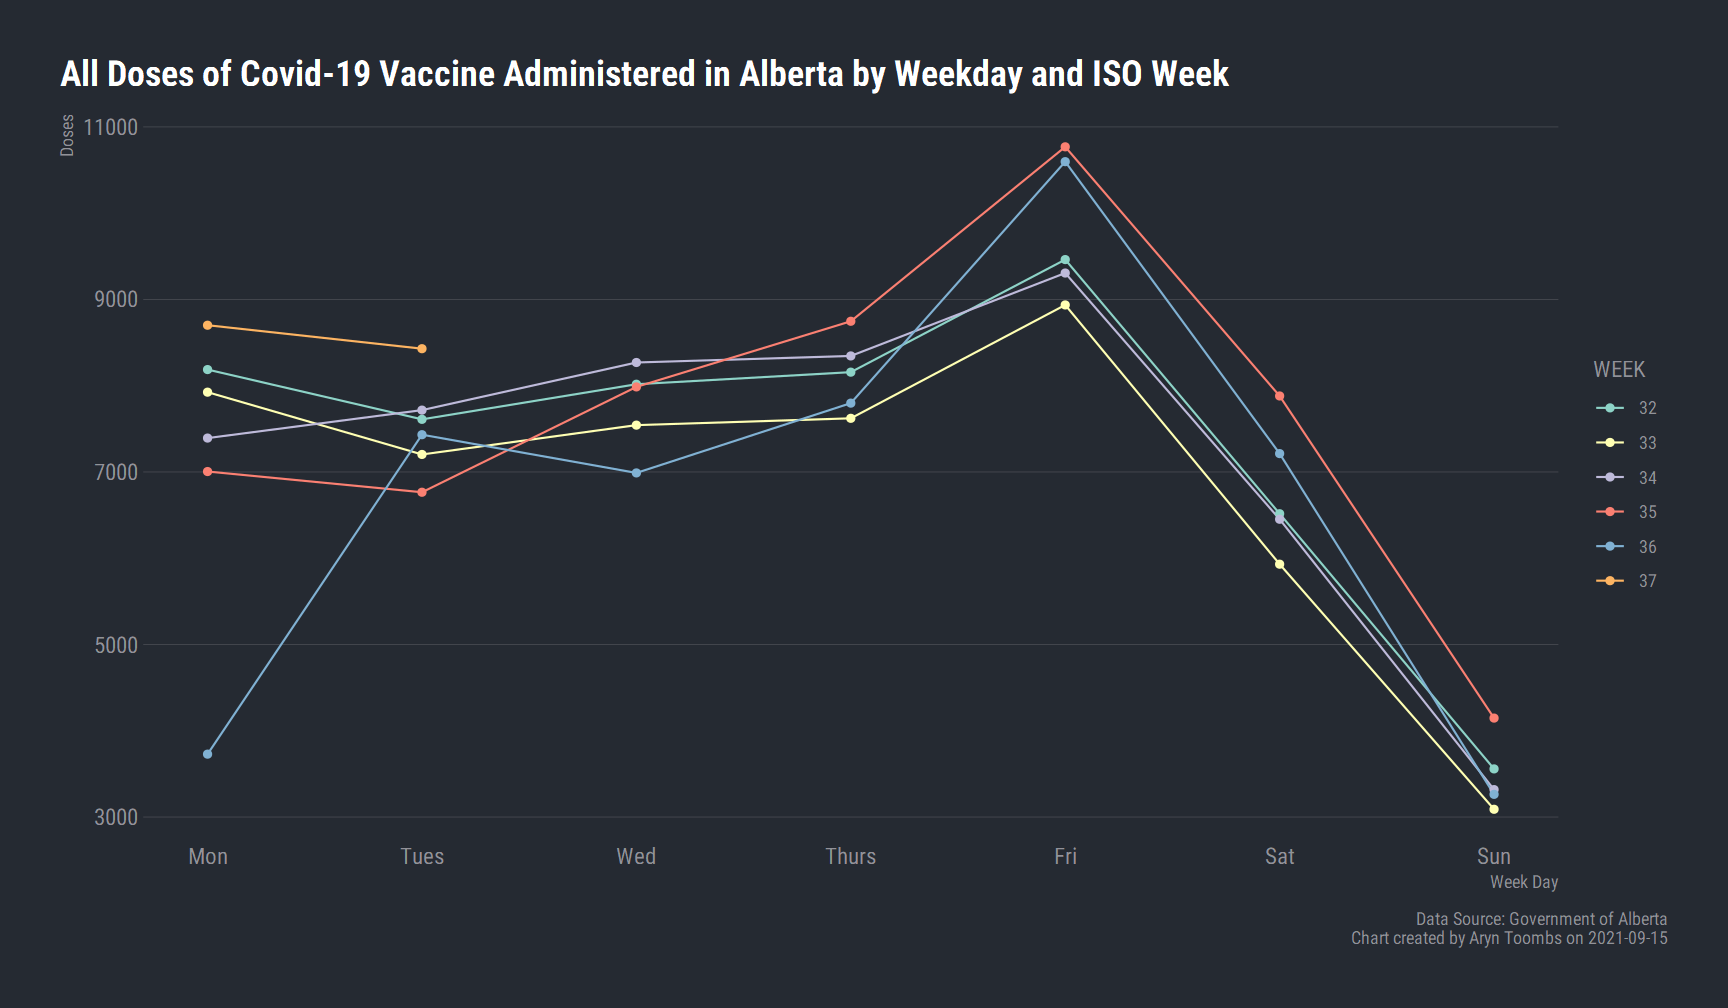 All Doses of Covid-19 Vaccine Administered in Alberta by Weekday and ISO Week
Doses
11000
9000
7000
5000
3000
Mon Tues Wed Thurs Fri Sat Sun
Week Day
WEEK
32
33
34
35
36
37
Data Source: Government of Alberta
Chart created by Aryn Toombs on 2021-09-15